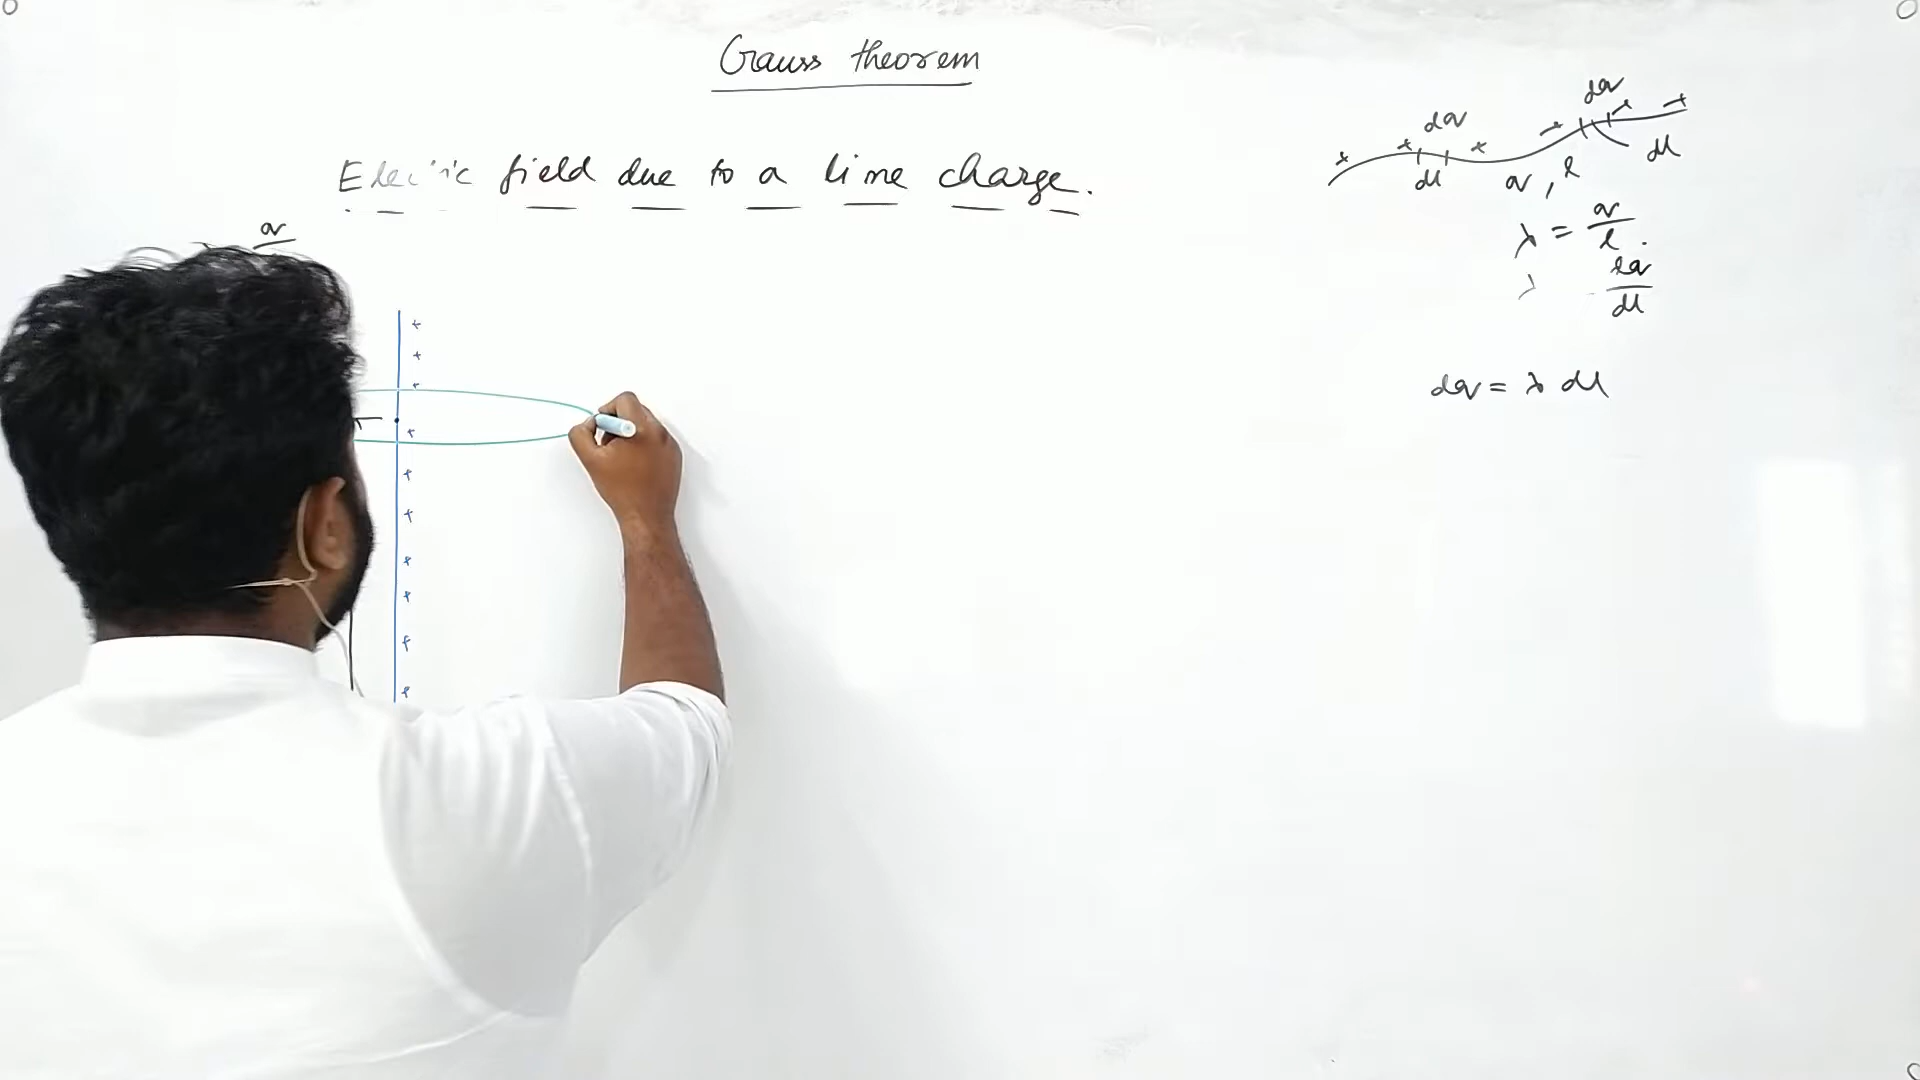 Gauss theorem
Electric field due to a line charge.
q
dq
dq
dl
q, l
dl
λ = q/l.
λ = dq/dl
dq = λ dl